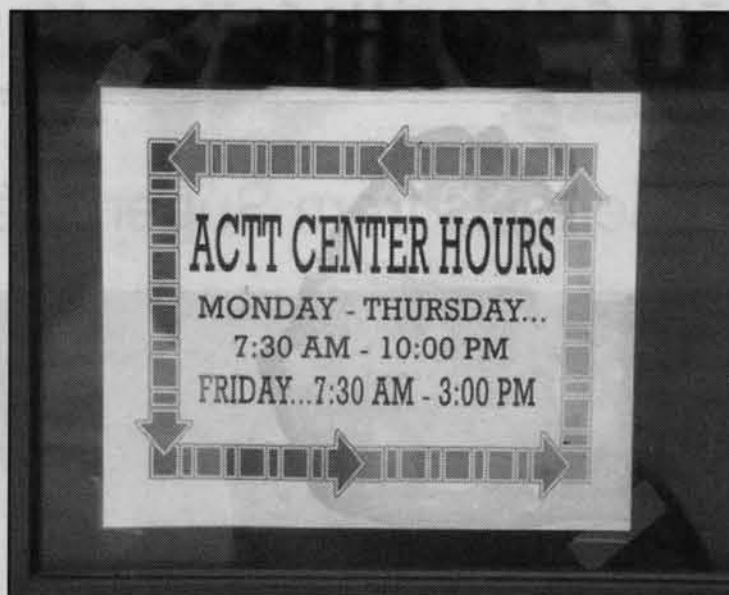 ACTT CENTER HOURS
MONDAY - THURSDAY...
7:30 AM - 10:00 PM
FRIDAY...7:30 AM - 3:00 PM